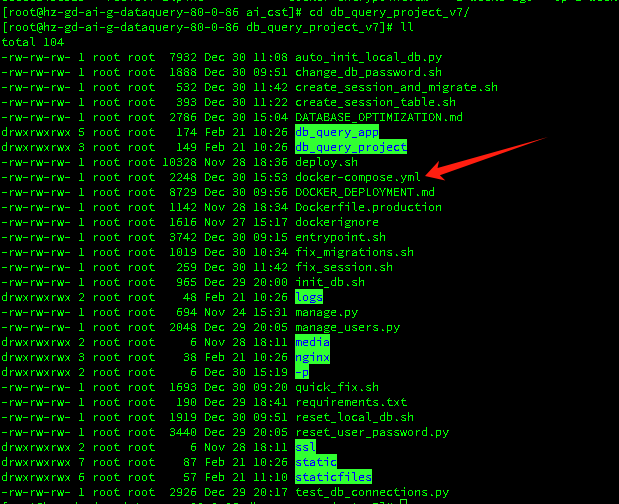 [root@hz-gd-ai-g-dataquery-80-0-86 ai_cst]# cd db_query_project_v7/
[root@hz-gd-ai-g-dataquery-80-0-86 db_query_project_v7]# ll
total 104
-rw-rw-rw- 1 root root  7932 Dec 30 11:08 auto_init_local_db.py
-rw-rw-rw- 1 root root  1888 Dec 30 09:51 change_db_password.sh
-rw-rw-rw- 1 root root   532 Dec 30 11:42 create_session_and_migrate.sh
-rw-rw-rw- 1 root root   393 Dec 30 11:22 create_session_table.sh
-rw-rw-rw- 1 root root  2786 Dec 30 15:04 DATABASE_OPTIMIZATION.md
drwxrwxrwx 5 root root   174 Feb 21 10:26 db_query_app
drwxrwxrwx 3 root root   149 Feb 21 10:26 db_query_project
-rw-rw-rw- 1 root root 10328 Nov 28 18:36 deploy.sh
-rw-rw-rw- 1 root root  2248 Dec 30 15:53 docker-compose.yml
-rw-rw-rw- 1 root root  8729 Dec 30 09:56 DOCKER_DEPLOYMENT.md
-rw-rw-rw- 1 root root  1142 Nov 28 18:34 Dockerfile.production
-rw-rw-rw- 1 root root  1616 Nov 27 15:17 dockerignore
-rw-rw-rw- 1 root root  3742 Dec 30 09:15 entrypoint.sh
-rw-rw-rw- 1 root root  1019 Dec 30 10:34 fix_migrations.sh
-rw-rw-rw- 1 root root   259 Dec 30 11:42 fix_session.sh
-rw-rw-rw- 1 root root   965 Dec 29 20:00 init_db.sh
drwxrwxrwx 2 root root    48 Feb 21 10:26 logs
-rw-rw-rw- 1 root root   694 Nov 24 15:31 manage.py
-rw-rw-rw- 1 root root  2048 Dec 29 20:05 manage_users.py
drwxrwxrwx 2 root root     6 Nov 28 18:11 media
drwxrwxrwx 3 root root    38 Feb 21 10:26 nginx
drwxrwxrwx 2 root root     6 Dec 30 15:19 -p
-rw-rw-rw- 1 root root  1693 Dec 30 09:20 quick_fix.sh
-rw-rw-rw- 1 root root   190 Dec 29 18:41 requirements.txt
-rw-rw-rw- 1 root root  1919 Dec 30 09:51 reset_local_db.sh
-rw-rw-rw- 1 root root  3440 Dec 29 20:05 reset_user_password.py
drwxrwxrwx 2 root root     6 Nov 28 18:11 ssl
drwxrwxrwx 7 root root    87 Feb 21 10:26 static
drwxrwxrwx 6 root root    57 Feb 21 11:10 staticfiles
-rw-rw-rw- 1 root root  2926 Dec 29 20:17 test_db_connections.py